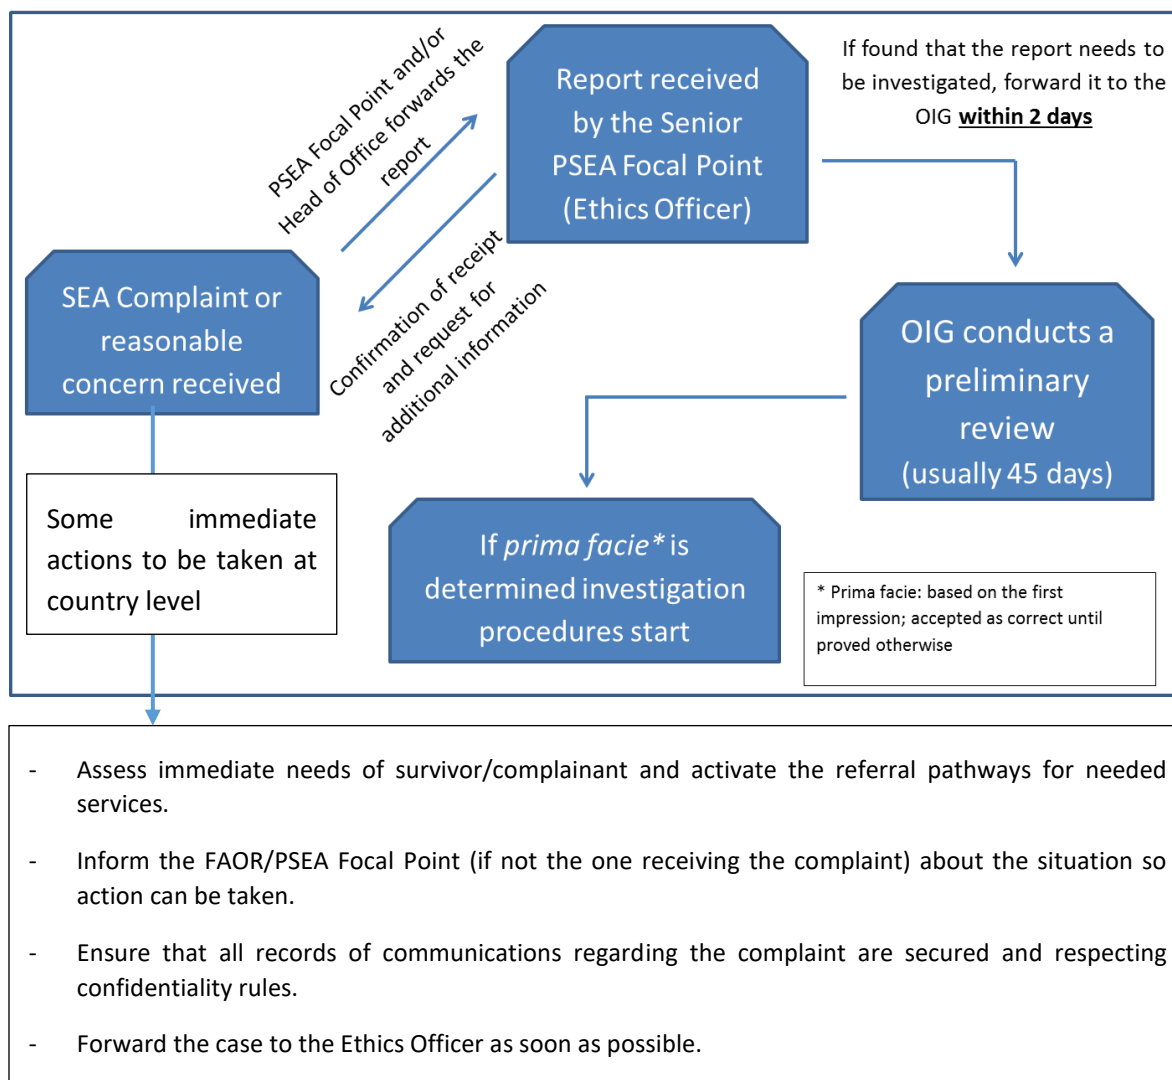 PSEA Focal Point and/or
Head of Office forwards the
report
Report received
by the Senior
PSEA Focal Point
(Ethics Officer)
If found that the report needs to
be investigated, forward it to the
OIG within 2 days
SEA Complaint or
reasonable
concern received
Confirmation of receipt
and request for
additional information
OIG conducts a
preliminary
review
(usually 45 days)
Some immediate
actions to be taken at
country level
If prima facie* is
determined investigation
procedures start
* Prima facie: based on the first
impression; accepted as correct until
proved otherwise
- Assess immediate needs of survivor/complainant and activate the referral pathways for needed
services.
- Inform the FAOR/PSEA Focal Point (if not the one receiving the complaint) about the situation so
action can be taken.
- Ensure that all records of communications regarding the complaint are secured and respecting
confidentiality rules.
- Forward the case to the Ethics Officer as soon as possible.